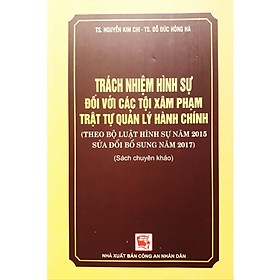 TS. NGUYỄN KIM CHI - TS. ĐỖ ĐỨC HỒNG HÀ
TRÁCH NHIỆM HÌNH SỰ
ĐỐI VỚI CÁC TỘI XÂM PHẠM
TRẬT TỰ QUẢN LÝ HÀNH CHÍNH
(THEO BỘ LUẬT HÌNH SỰ NĂM 2015
SỬA ĐỔI BỔ SUNG NĂM 2017)
(Sách chuyên khảo)
NHÀ XUẤT BẢN CÔNG AN NHÂN DÂN